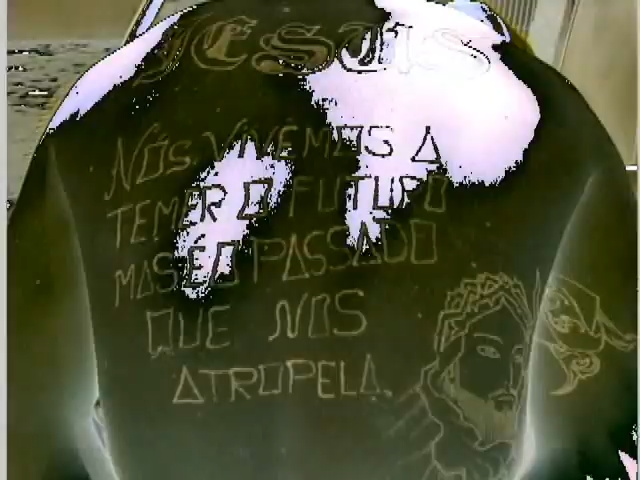 JESUS
NÓS VIVEMOS A
TEMER O FUTURO
MAS É O PASSADO
QUE NOS
ATROPELA.